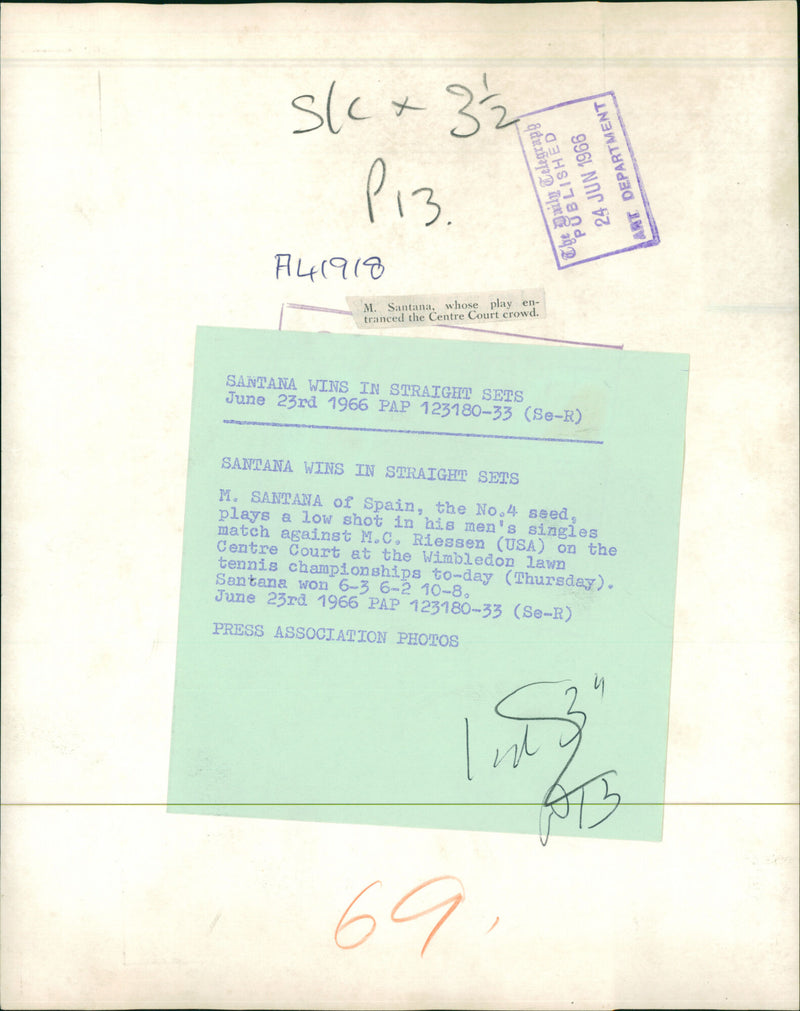 S/C x 3½
P13.
The Daily Telegraph
PUBLISHED
24 JUN 1966
ART DEPARTMENT
A41918
M. Santana, whose play en-
tranced the Centre Court crowd.
SANTANA WINS IN STRAIGHT SETS
June 23rd 1966 PAP 123180-33 (Se-R)
SANTANA WINS IN STRAIGHT SETS
M. SANTANA of Spain, the No.4 seed,
plays a low shot in his men's singles
match against M.C. Riessen (USA) on the
Centre Court at the Wimbledon lawn
tennis championships to-day (Thursday).
Santana won 6-3 6-2 10-8.
June 23rd 1966 PAP 123180-33 (Se-R)
PRESS ASSOCIATION PHOTOS
3"
69.